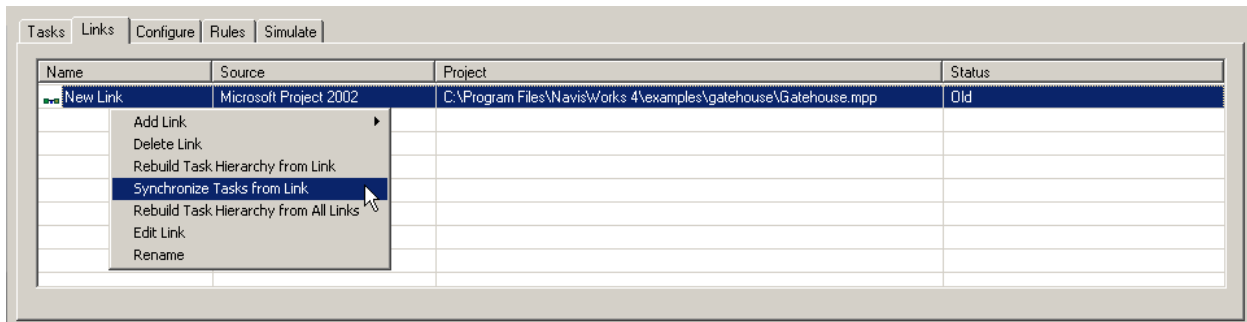 Tasks Links Configure Rules Simulate
Name Source Project Status
New Link Microsoft Project 2002 C:\Program Files\NavisWorks 4\examples\gatehouse\Gatehouse.mpp Old
Add Link
Delete Link
Rebuild Task Hierarchy from Link
Synchronize Tasks from Link
Rebuild Task Hierarchy from All Links
Edit Link
Rename